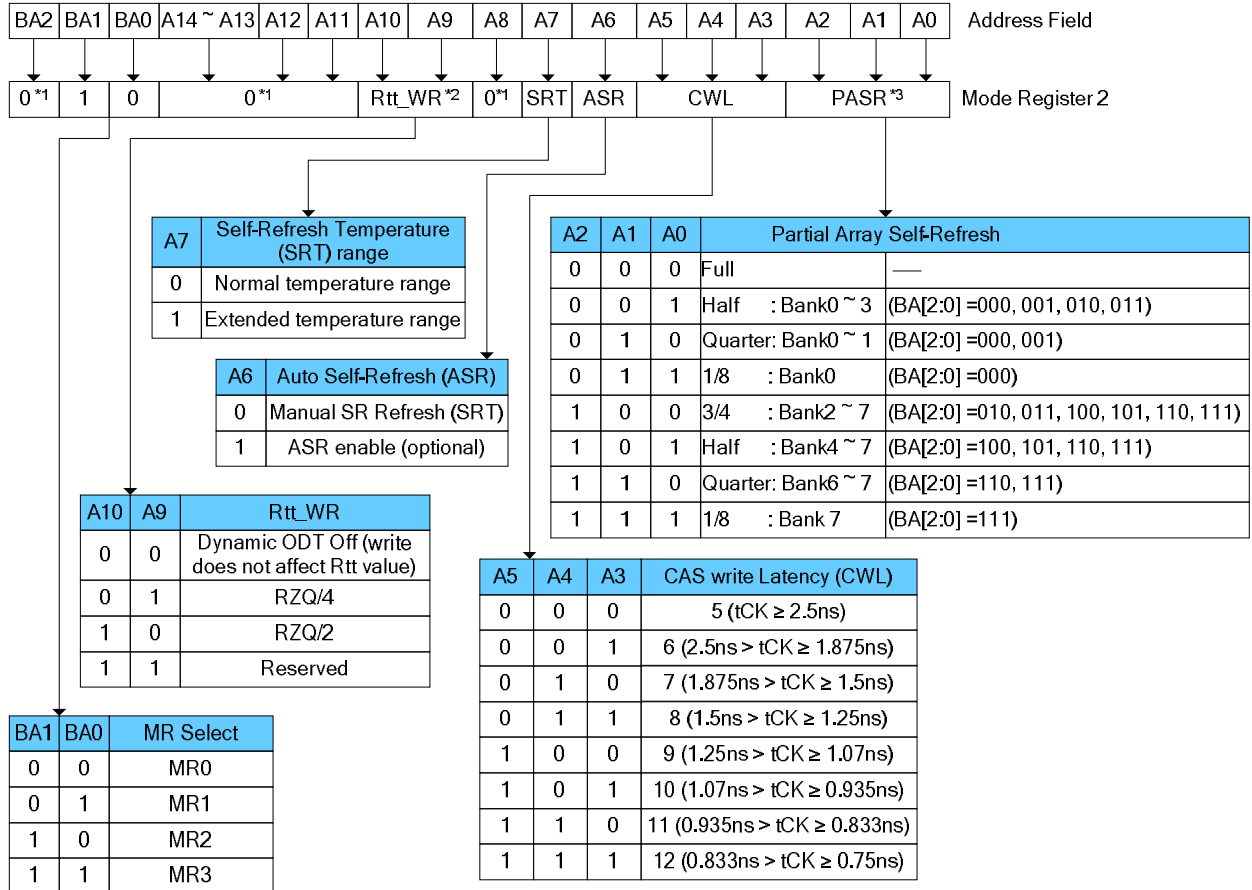 BA2 BA1 BA0 A14 ~ A13 A12 A11 A10 A9 A8 A7 A6 A5 A4 A3 A2 A1 A0 Address Field
0*1 1 0 0*1 Rtt_WR*2 0*1 SRT ASR CWL PASR*3 Mode Register 2
A7 Self-Refresh Temperature (SRT) range
0 Normal temperature range
1 Extended temperature range
A6 Auto Self-Refresh (ASR)
0 Manual SR Refresh (SRT)
1 ASR enable (optional)
A10 A9 Rtt_WR
0 0 Dynamic ODT Off (write does not affect Rtt value)
0 1 RZQ/4
1 0 RZQ/2
1 1 Reserved
BA1 BA0 MR Select
0 0 MR0
0 1 MR1
1 0 MR2
1 1 MR3
A2 A1 A0 Partial Array Self-Refresh
0 0 0 Full —
0 0 1 Half : Bank0 ~ 3 (BA[2:0] =000, 001, 010, 011)
0 1 0 Quarter: Bank0 ~ 1 (BA[2:0] =000, 001)
0 1 1 1/8 : Bank0 (BA[2:0] =000)
1 0 0 3/4 : Bank2 ~ 7 (BA[2:0] =010, 011, 100, 101, 110, 111)
1 0 1 Half : Bank4 ~ 7 (BA[2:0] =100, 101, 110, 111)
1 1 0 Quarter: Bank6 ~ 7 (BA[2:0] =110, 111)
1 1 1 1/8 : Bank 7 (BA[2:0] =111)
A5 A4 A3 CAS write Latency (CWL)
0 0 0 5 (tCK ≥ 2.5ns)
0 0 1 6 (2.5ns > tCK ≥ 1.875ns)
0 1 0 7 (1.875ns > tCK ≥ 1.5ns)
0 1 1 8 (1.5ns > tCK ≥ 1.25ns)
1 0 0 9 (1.25ns > tCK ≥ 1.07ns)
1 0 1 10 (1.07ns > tCK ≥ 0.935ns)
1 1 0 11 (0.935ns > tCK ≥ 0.833ns)
1 1 1 12 (0.833ns > tCK ≥ 0.75ns)